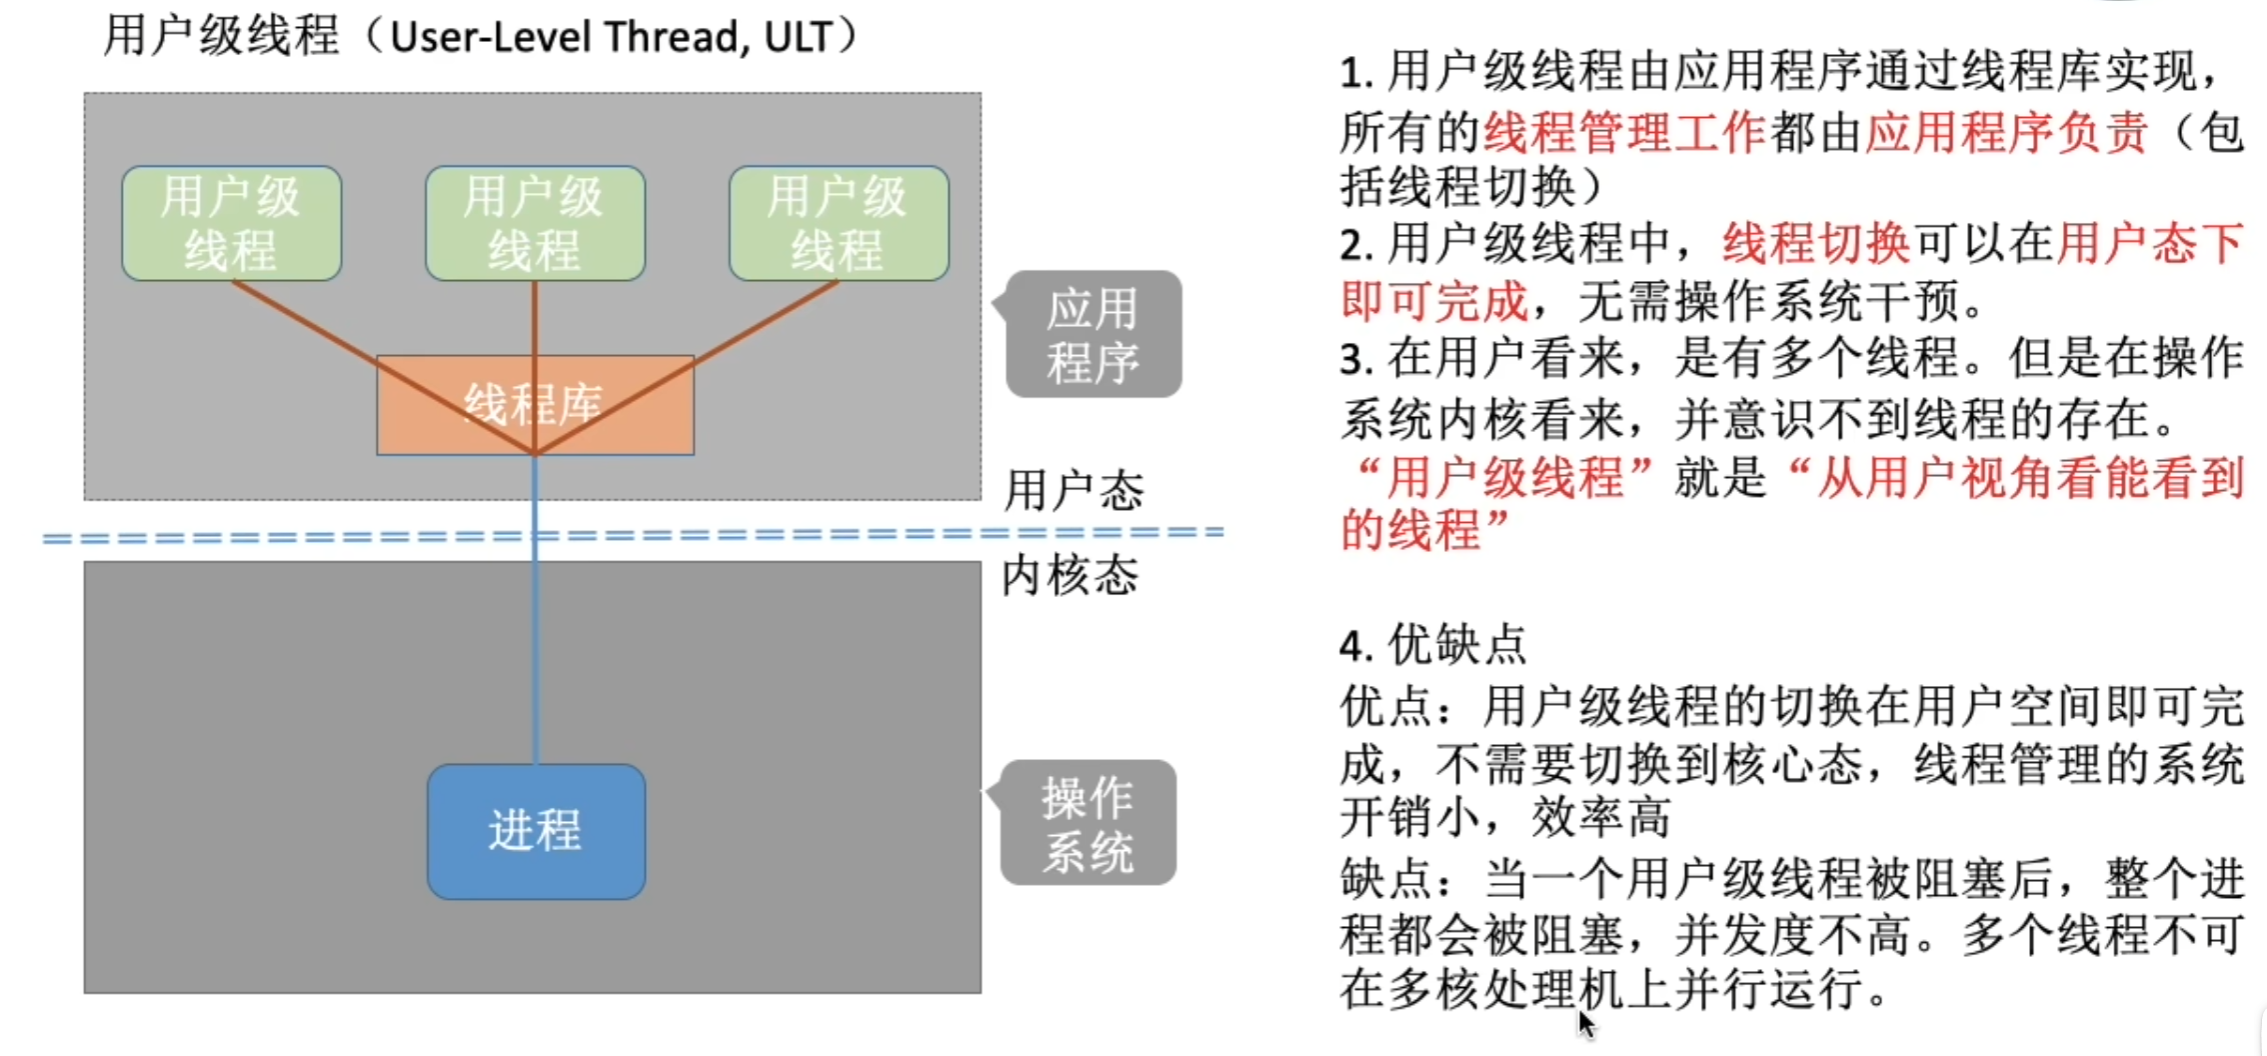 用户级线程（User-Level Thread, ULT）
用户级
线程
用户级
线程
用户级
线程
线程库
应用
程序
用户态
内核态
进程
操作
系统
1. 用户级线程由应用程序通过线程库实现，
所有的线程管理工作都由应用程序负责（包
括线程切换）
2. 用户级线程中，线程切换可以在用户态下
即可完成，无需操作系统干预。
3. 在用户看来，是有多个线程。但是在操作
系统内核看来，并意识不到线程的存在。
“用户级线程”就是“从用户视角看能看到
的线程”
4. 优缺点
优点：用户级线程的切换在用户空间即可完
成，不需要切换到核心态，线程管理的系统
开销小，效率高
缺点：当一个用户级线程被阻塞后，整个进
程都会被阻塞，并发度不高。多个线程不可
在多核处理机上并行运行。